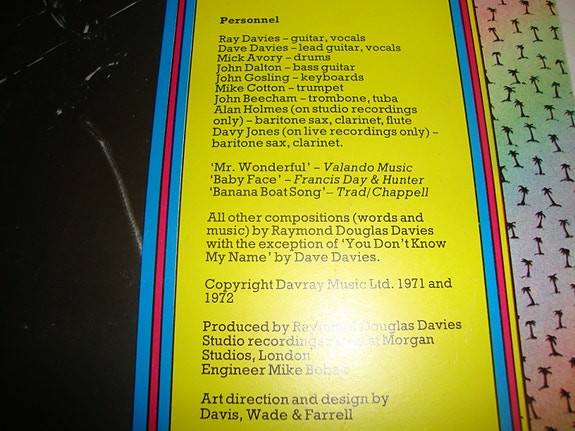 Personnel
Ray Davies – guitar, vocals
Dave Davies – lead guitar, vocals
Mick Avory – drums
John Dalton – bass guitar
John Gosling – keyboards
Mike Cotton – trumpet
John Beecham – trombone, tuba
Alan Holmes (on studio recordings
only) – baritone sax, clarinet, flute
Davy Jones (on live recordings only) –
baritone sax, clarinet.
‘Mr. Wonderful’ – Valando Music
‘Baby Face’ – Francis Day & Hunter
‘Banana Boat Song’ – Trad/Chappell
All other compositions (words and
music) by Raymond Douglas Davies
with the exception of ‘You Don't Know
My Name’ by Dave Davies.
Copyright Davray Music Ltd. 1971 and
1972
Produced by Raymond Douglas Davies
Studio recordings at Morgan
Studios, London
Engineer Mike
Art direction and design by
Davis, Wade & Farrell